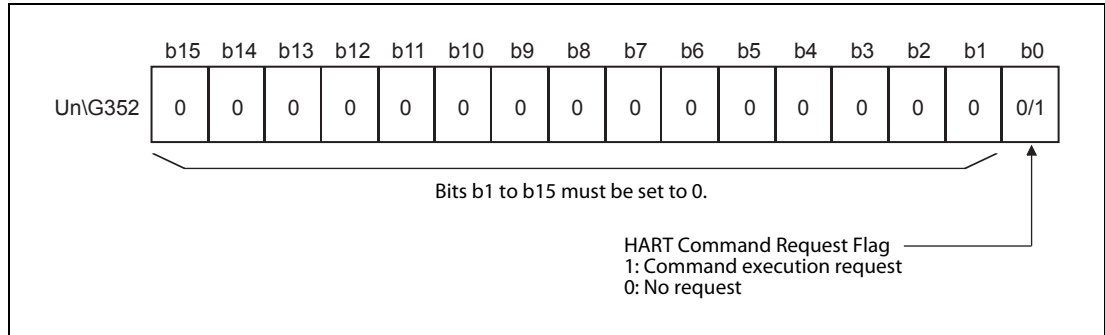 b15 b14 b13 b12 b11 b10 b9 b8 b7 b6 b5 b4 b3 b2 b1 b0
Un\G352 0 0 0 0 0 0 0 0 0 0 0 0 0 0 0 0/1
Bits b1 to b15 must be set to 0.
HART Command Request Flag
1: Command execution request
0: No request